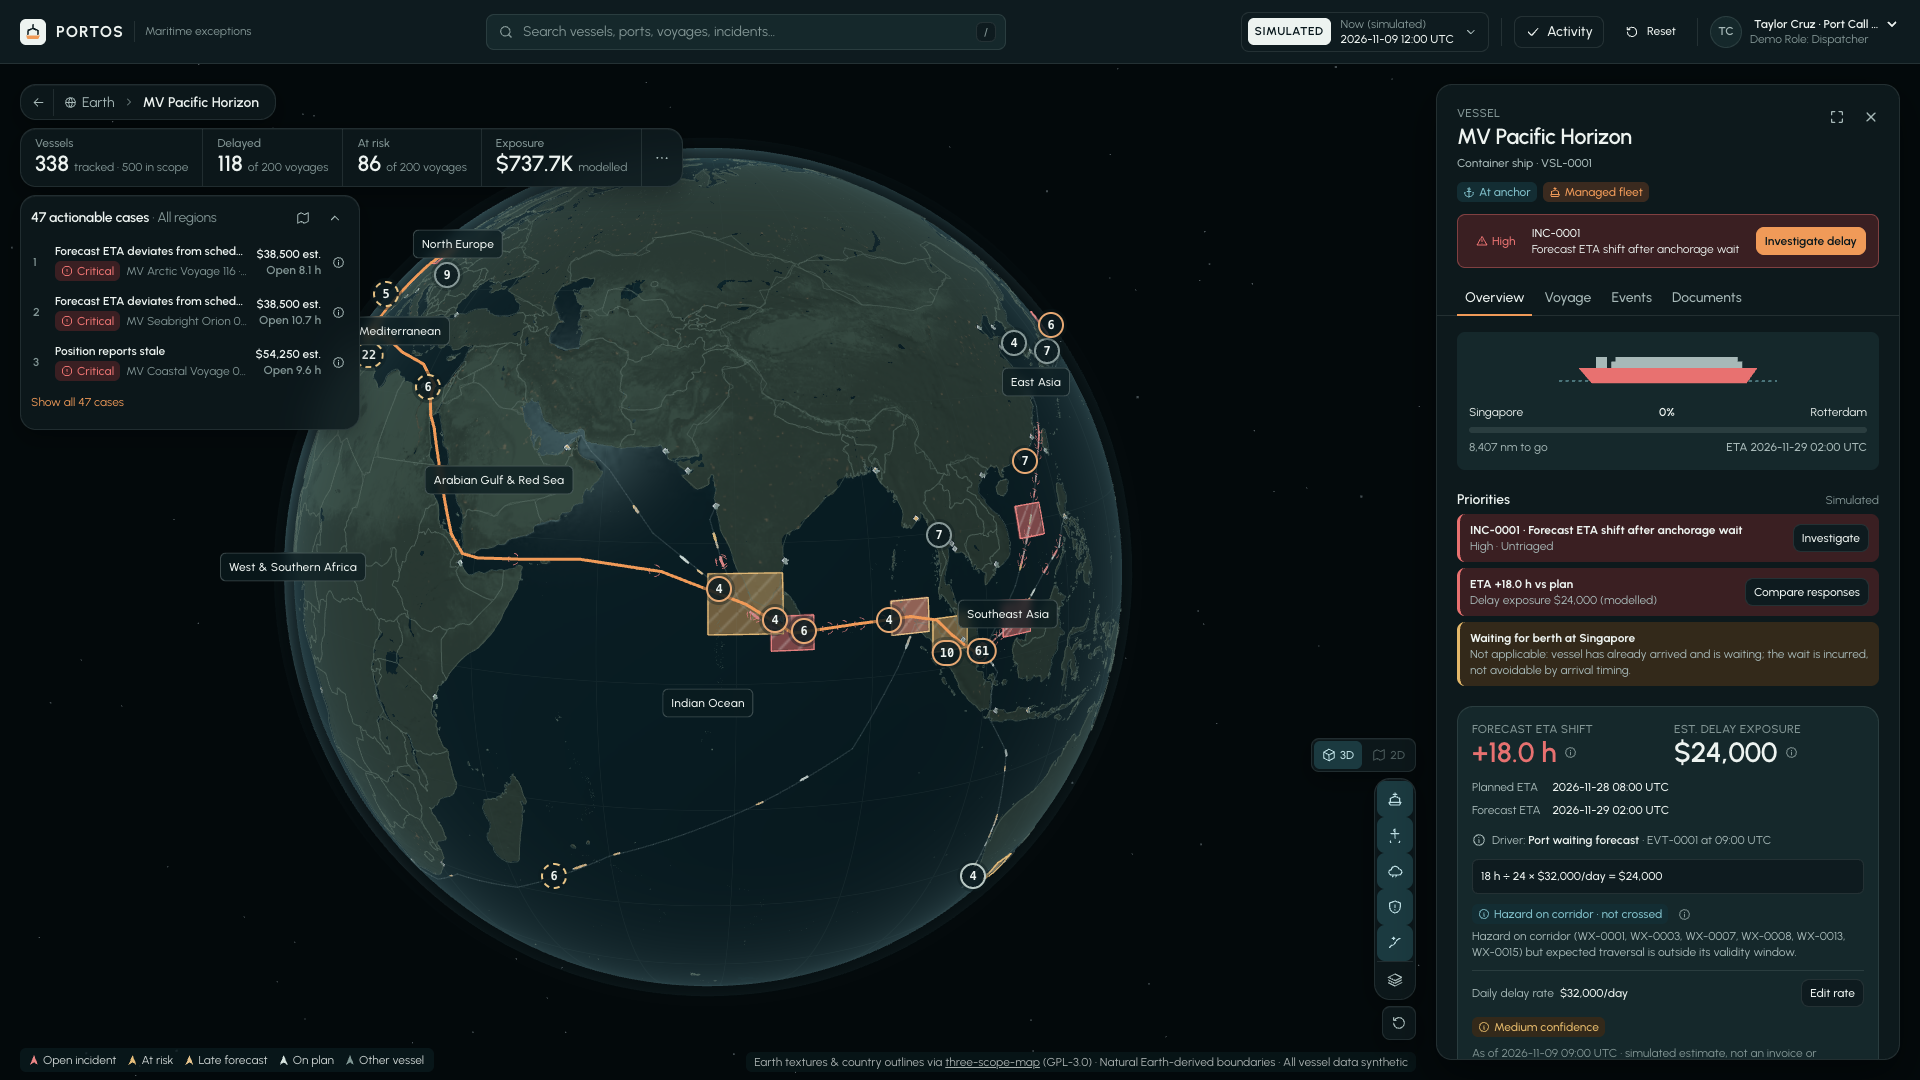 PORTOS
Maritime exceptions
Search vessels, ports, voyages, incidents...
/
SIMULATED
Now (simulated)
2026-11-09 12:00 UTC
Activity
Reset
TC
Taylor Cruz · Port Call ...
Demo Role: Dispatcher
Earth
MV Pacific Horizon
Vessels
338 tracked · 500 in scope
Delayed
118 of 200 voyages
At risk
86 of 200 voyages
Exposure
$737.7K modelled
47 actionable cases · All regions
1
Forecast ETA deviates from sched...
$38,500 est.
Critical
MV Arctic Voyage 116 ·...
Open 8.1 h
2
Forecast ETA deviates from sched...
$38,500 est.
Critical
MV Seabright Orion 0...
Open 10.7 h
3
Position reports stale
$54,250 est.
Critical
MV Coastal Voyage 0...
Open 9.6 h
Show all 47 cases
North Europe
9
5
Mediterranean
22
6
Arabian Gulf & Red Sea
West & Southern Africa
6
4
7
East Asia
7
7
4
4
6
4
Southeast Asia
10
61
Indian Ocean
6
4
3D
2D
Open incident
At risk
Late forecast
On plan
Other vessel
Earth textures & country outlines via three-scope-map (GPL-3.0) · Natural Earth-derived boundaries · All vessel data synthetic
VESSEL
MV Pacific Horizon
Container ship · VSL-0001
At anchor
Managed fleet
High
INC-0001
Forecast ETA shift after anchorage wait
Investigate delay
Overview
Voyage
Events
Documents
Singapore
0%
Rotterdam
8,407 nm to go
ETA 2026-11-29 02:00 UTC
Priorities
Simulated
INC-0001 · Forecast ETA shift after anchorage wait
High · Untriaged
Investigate
ETA +18.0 h vs plan
Delay exposure $24,000 (modelled)
Compare responses
Waiting for berth at Singapore
Not applicable: vessel has already arrived and is waiting; the wait is incurred,
not avoidable by arrival timing.
FORECAST ETA SHIFT
+18.0 h
EST. DELAY EXPOSURE
$24,000
Planned ETA 2026-11-28 08:00 UTC
Forecast ETA 2026-11-29 02:00 UTC
Driver: Port waiting forecast · EVT-0001 at 09:00 UTC
18 h ÷ 24 × $32,000/day = $24,000
Hazard on corridor · not crossed
Hazard on corridor (WX-0001, WX-0003, WX-0007, WX-0008, WX-0013,
WX-0015) but expected traversal is outside its validity window.
Daily delay rate $32,000/day
Edit rate
Medium confidence
As of 2026-11-09 09:00 UTC · simulated estimate, not an invoice or